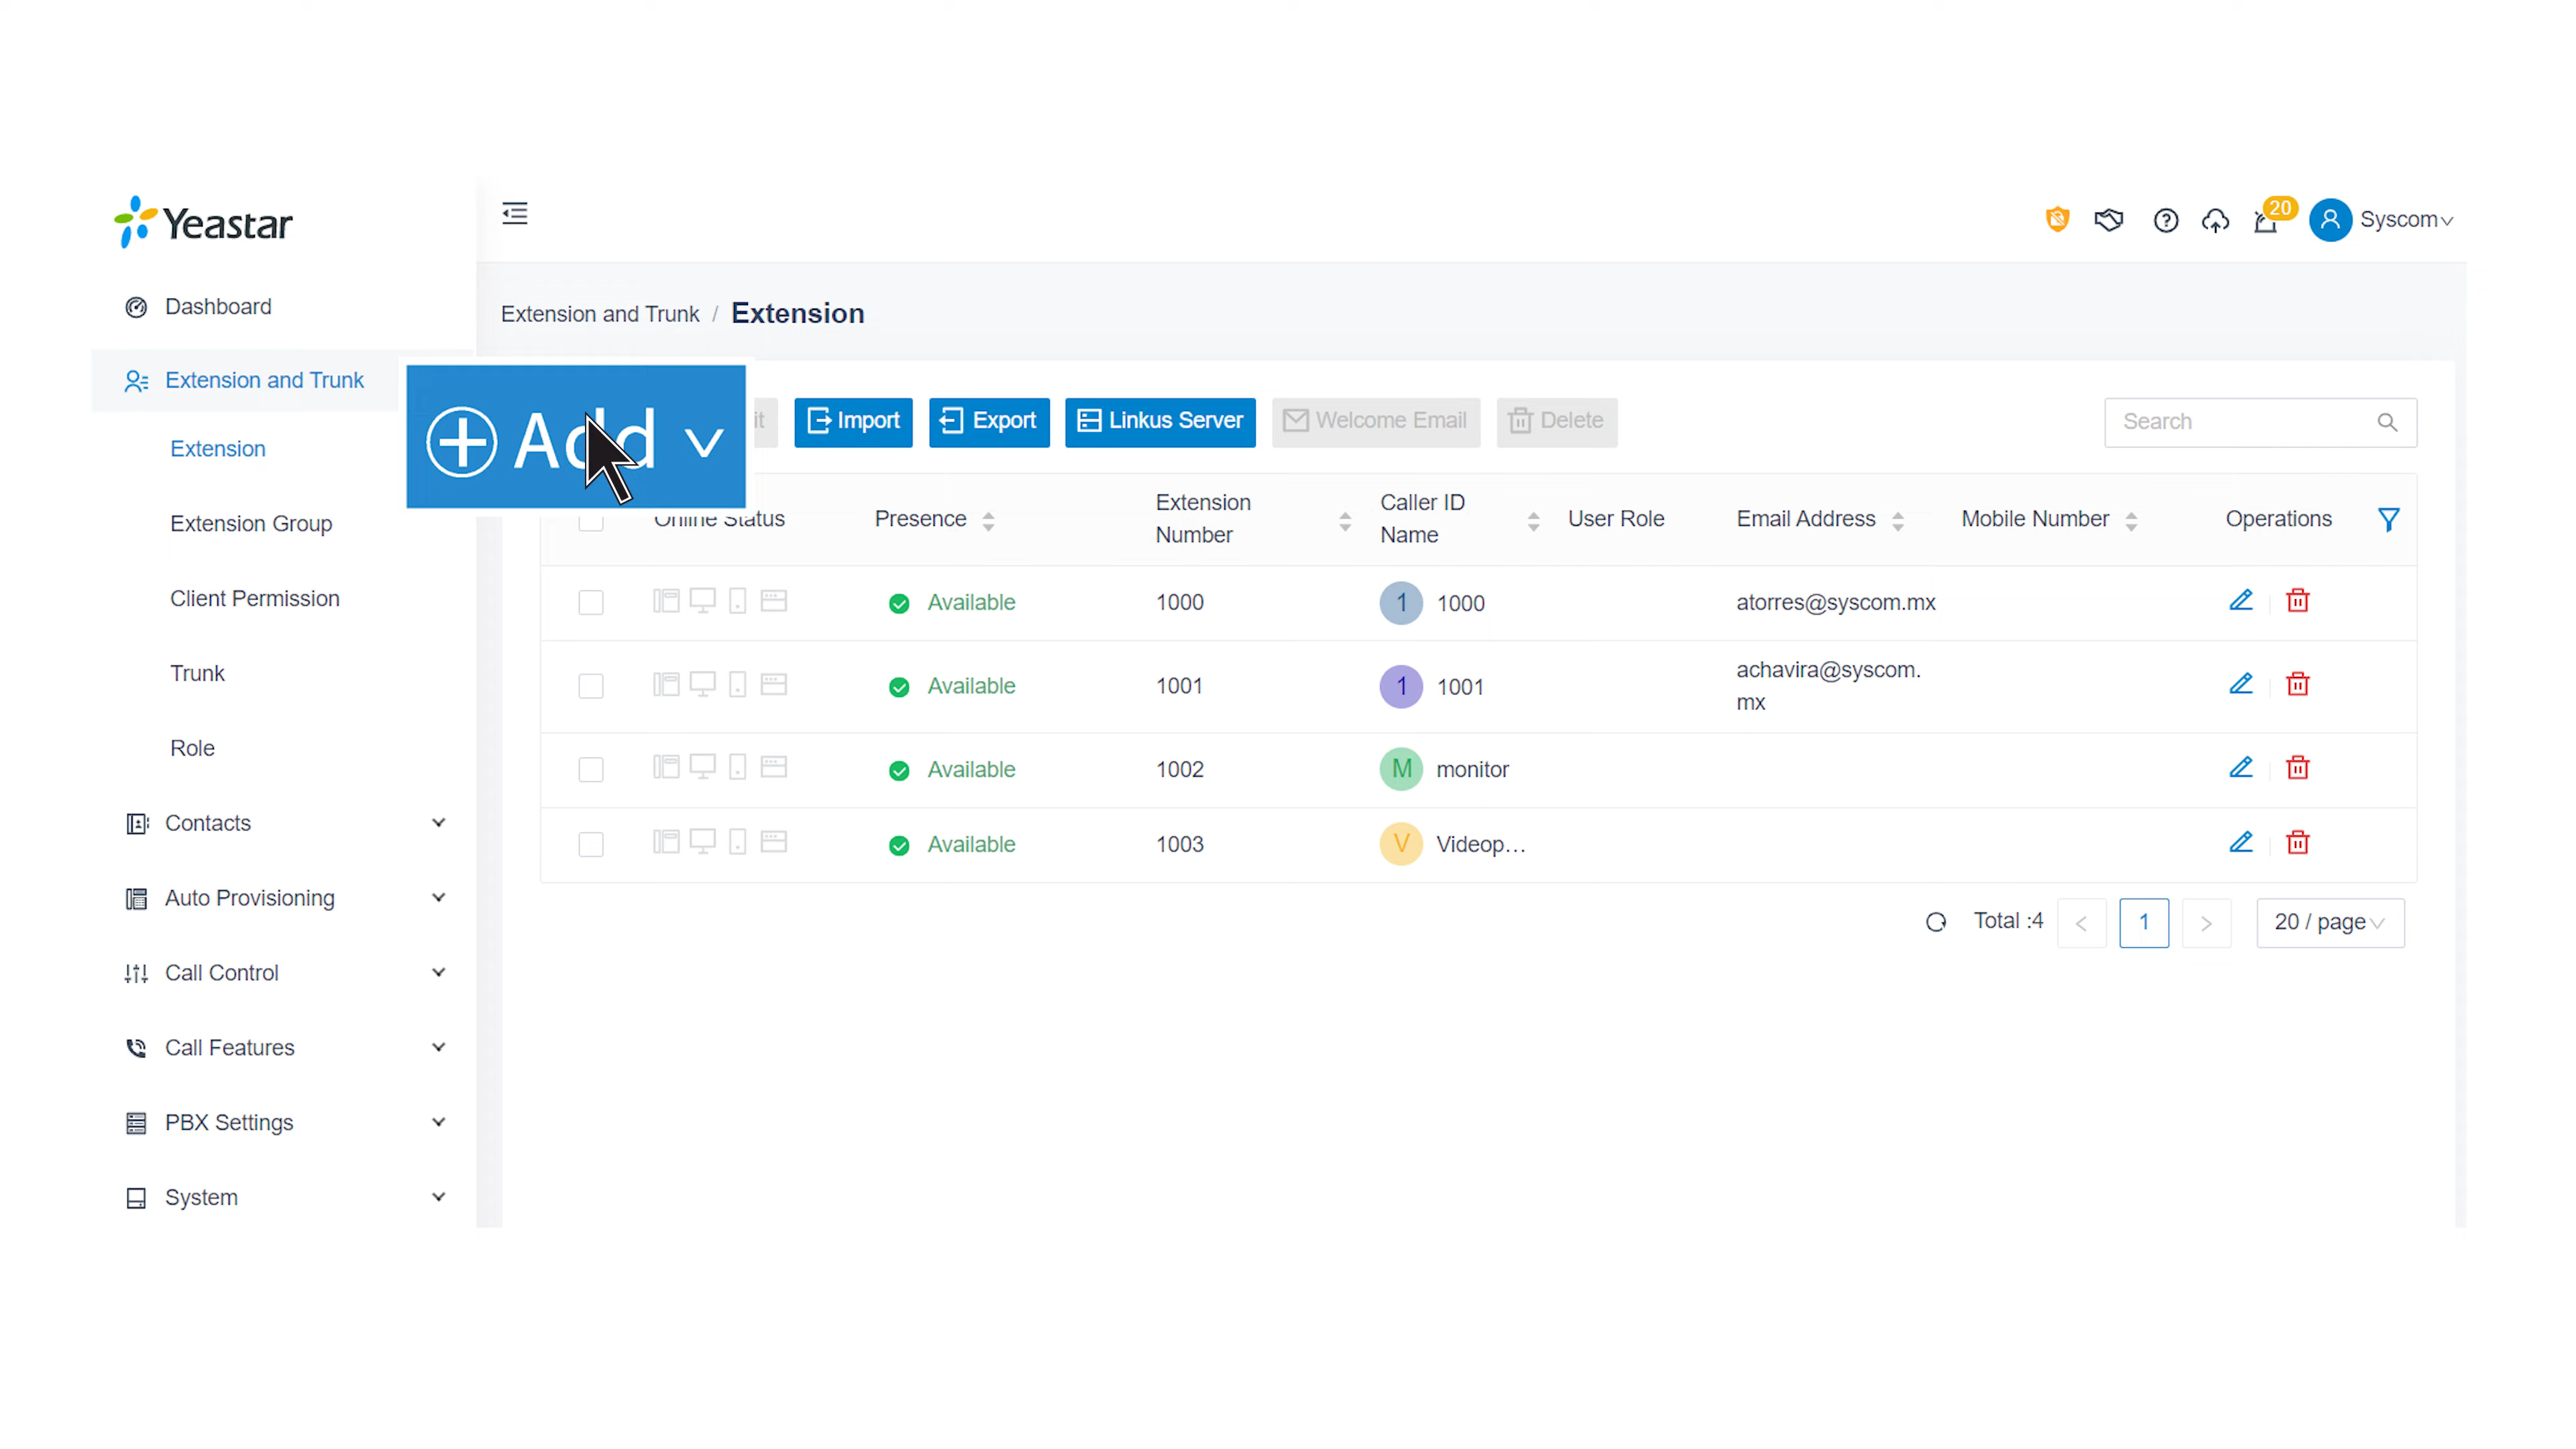 Yeastar
20
Syscom
Dashboard
Extension and Trunk / Extension
Extension and Trunk
Add
Import
Export
Linkus Server
Welcome Email
Delete
Search
Extension
Extension Group
Client Permission
Trunk
Role
Contacts
Auto Provisioning
Call Control
Call Features
PBX Settings
System
Online Status
Presence
Extension
Number
Caller ID
Name
User Role
Email Address
Mobile Number
Operations
Available
1000
1
1000
atorres@syscom.mx
Available
1001
1
1001
achavira@syscom.
mx
Available
1002
M
monitor
Available
1003
V
Videop...
Total :4
<
1
>
20 / page